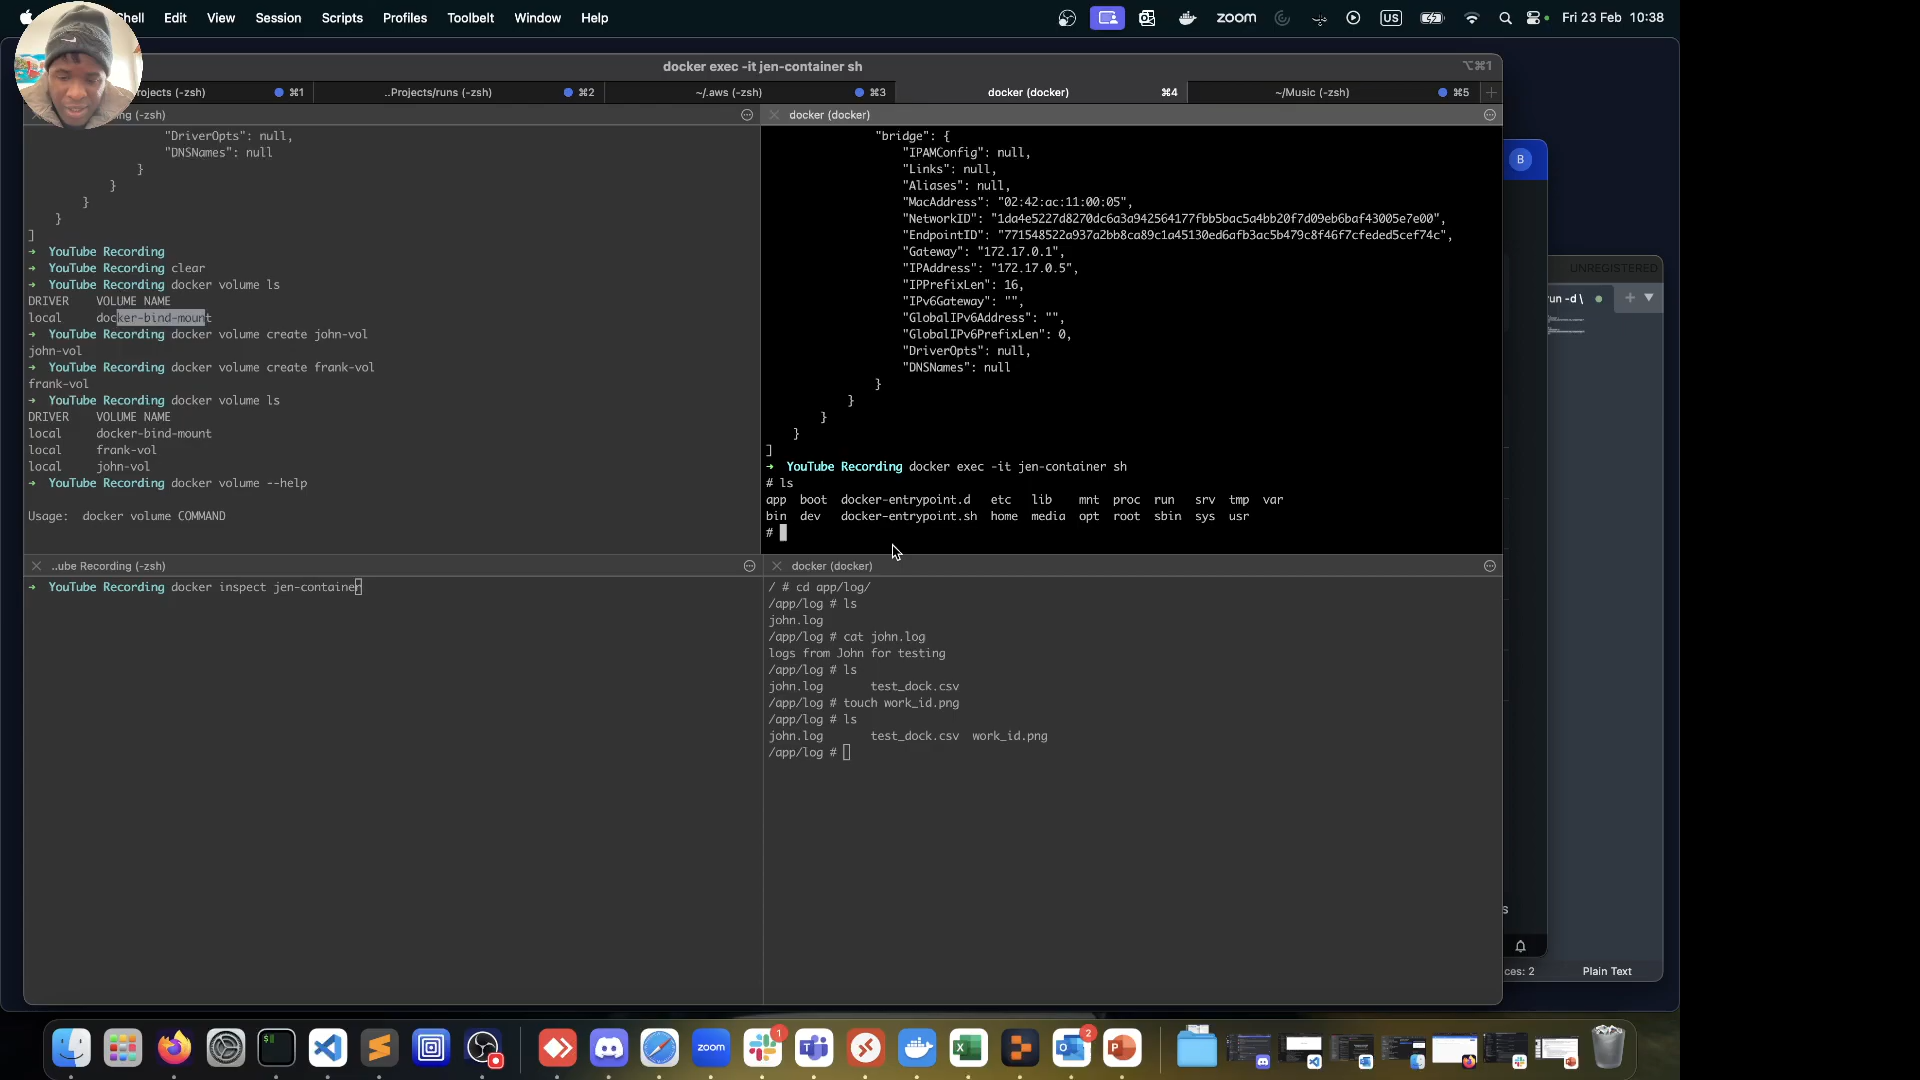 Shell Edit View Session Scripts Profiles Toolbelt Window Help
zoom US Fri 23 Feb 10:38
docker exec -it jen-container sh
⌥⌘1
rojects (-zsh) ⌘1 ..Projects/runs (-zsh) ⌘2 ~/.aws (-zsh) ⌘3 docker (docker) ⌘4 ~/Music (-zsh) ⌘5
(-zsh)
"DriverOpts": null,
"DNSNames": null
}
}
}
}
]
➜ YouTube Recording
➜ YouTube Recording clear
➜ YouTube Recording docker volume ls
DRIVER VOLUME NAME
local docker-bind-mount
➜ YouTube Recording docker volume create john-vol
john-vol
➜ YouTube Recording docker volume create frank-vol
frank-vol
➜ YouTube Recording docker volume ls
DRIVER VOLUME NAME
local docker-bind-mount
local frank-vol
local john-vol
➜ YouTube Recording docker volume --help
Usage: docker volume COMMAND
docker (docker)
"bridge": {
"IPAMConfig": null,
"Links": null,
"Aliases": null,
"MacAddress": "02:42:ac:11:00:05",
"NetworkID": "1da4e5227d8270dc6a3a942564177fbb5bac5a4bb20f7d09eb6baf43005e7e00",
"EndpointID": "771548522a937a2bb8ca89c1a45130ed6afb3ac5b479c8f46f7cfeded5cef74c",
"Gateway": "172.17.0.1",
"IPAddress": "172.17.0.5",
"IPPrefixLen": 16,
"IPv6Gateway": "",
"GlobalIPv6Address": "",
"GlobalIPv6PrefixLen": 0,
"DriverOpts": null,
"DNSNames": null
}
}
}
}
]
➜ YouTube Recording docker exec -it jen-container sh
# ls
app boot docker-entrypoint.d etc lib mnt proc run srv tmp var
bin dev docker-entrypoint.sh home media opt root sbin sys usr
#
..ube Recording (-zsh)
➜ YouTube Recording docker inspect jen-container
docker (docker)
/ # cd app/log/
/app/log # ls
john.log
/app/log # cat john.log
logs from John for testing
/app/log # ls
john.log test_dock.csv
/app/log # touch work_id.png
/app/log # ls
john.log test_dock.csv work_id.png
/app/log #
B
UNREGISTERED
run -d \
s
ces: 2 Plain Text
zoom 1 2